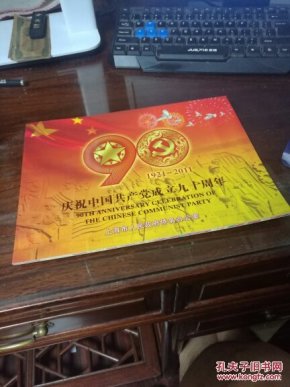 90
1921-2011
庆祝中国共产党成立九十周年
90TH ANNIVERSARY CELEBRATION OF
THE CHINESE COMMUNIST PARTY
孔夫子旧书网